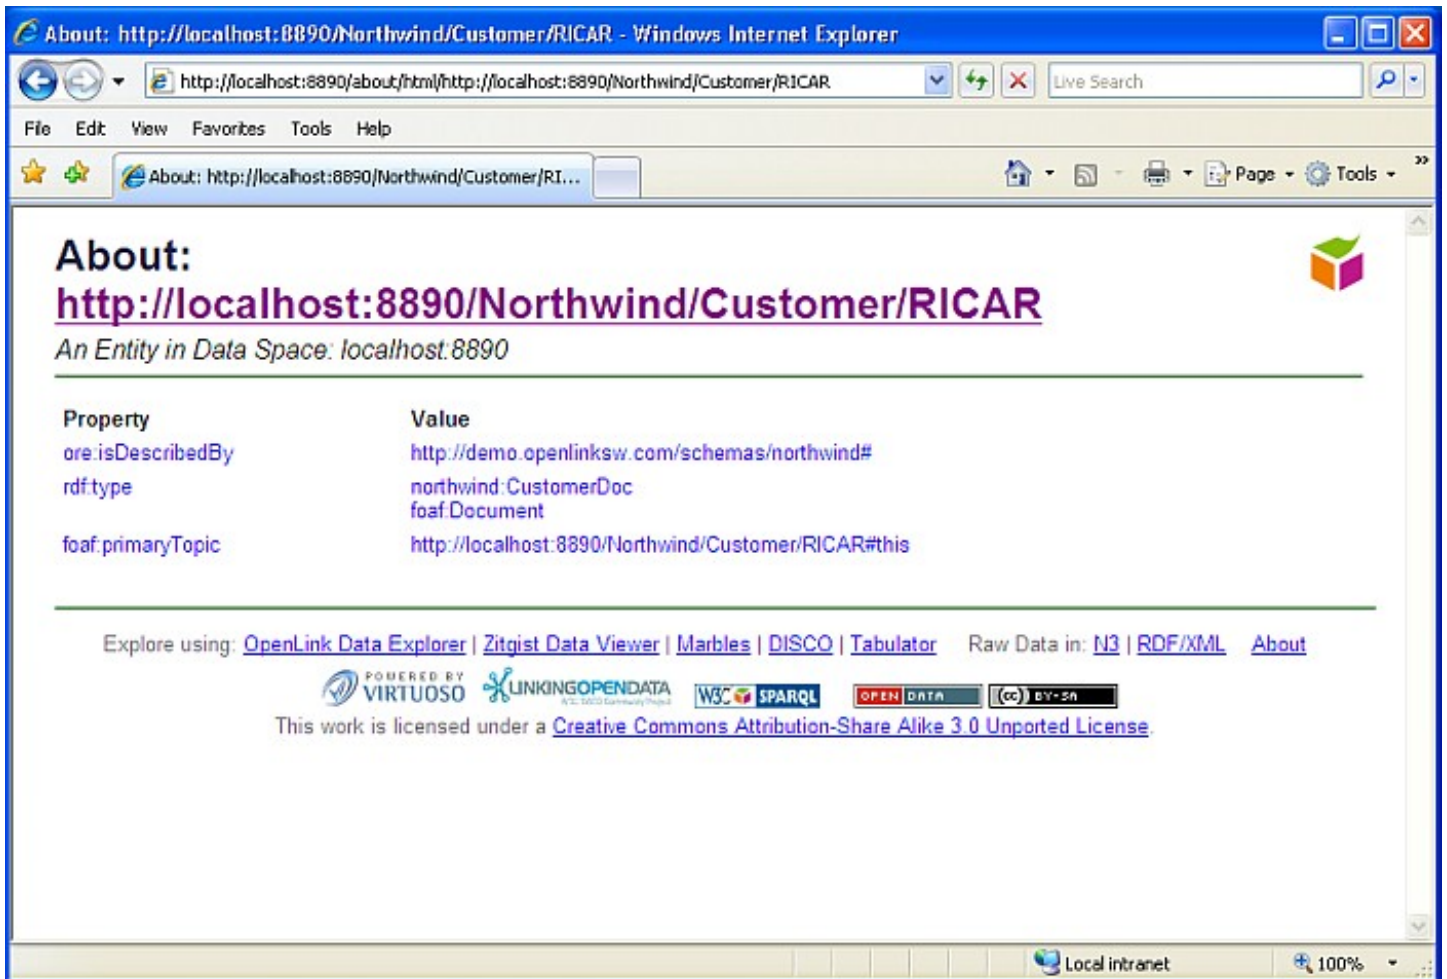 About: http://localhost:8890/Northwind/Customer/RICAR - Windows Internet Explorer
http://localhost:8890/about/html/http://localhost:8890/Northwind/Customer/RICAR
Live Search
File Edit View Favorites Tools Help
About: http://localhost:8890/Northwind/Customer/RI...
Page Tools
About:
http://localhost:8890/Northwind/Customer/RICAR
An Entity in Data Space: localhost:8890
Property Value
ore:isDescribedBy http://demo.openlinksw.com/schemas/northwind#
rdf:type northwind:CustomerDoc
foaf:Document
foaf:primaryTopic http://localhost:8890/Northwind/Customer/RICAR#this
Explore using: OpenLink Data Explorer | Zitgist Data Viewer | Marbles | DISCO | Tabulator Raw Data in: N3 | RDF/XML About
POWERED BY
VIRTUOSO LINKINGOPENDATA W3C SPARQL OPEN DATA (cc) BY-SA
This work is licensed under a Creative Commons Attribution-Share Alike 3.0 Unported License.
Local intranet 100%